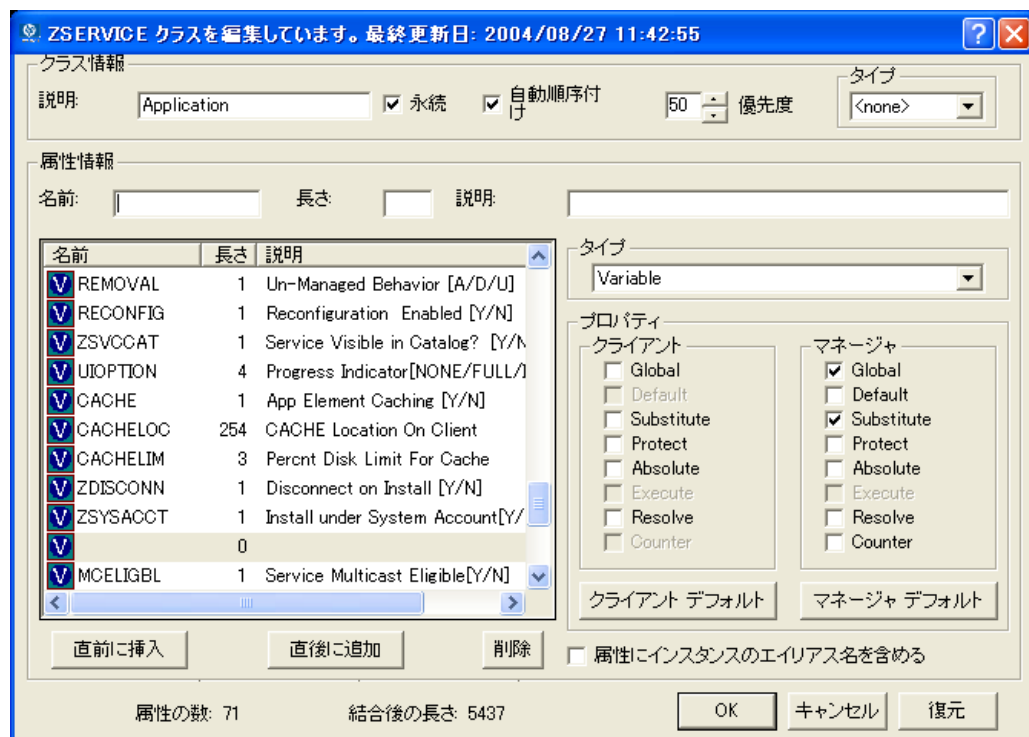 ZSERVICE クラスを編集しています。最終更新日: 2004/08/27 11:42:55
クラス情報
説明: Application 永続 自動順序付け 50 優先度
タイプ
<none>
属性情報
名前: 長さ: 説明:
名前 長さ 説明
V REMOVAL 1 Un-Managed Behavior [A/D/U]
V RECONFIG 1 Reconfiguration Enabled [Y/N]
V ZSVCCAT 1 Service Visible in Catalog? [Y/N
V UIOPTION 4 Progress Indicator[NONE/FULL/
V CACHE 1 App Element Caching [Y/N]
V CACHELOC 254 CACHE Location On Client
V CACHELIM 3 Percnt Disk Limit For Cache
V ZDISCONN 1 Disconnect on Install [Y/N]
V ZSYSACCT 1 Install under System Account[Y/
V 0
V MCELIGBL 1 Service Multicast Eligible[Y/N]
直前に挿入 直後に追加 削除
タイプ
Variable
プロパティ
クライアント
Global
Default
Substitute
Protect
Absolute
Execute
Resolve
Counter
マネージャ
Global
Default
Substitute
Protect
Absolute
Execute
Resolve
Counter
クライアント デフォルト マネージャ デフォルト
属性にインスタンスのエイリアス名を含める
属性の数: 71 結合後の長さ: 5437 OK キャンセル 復元